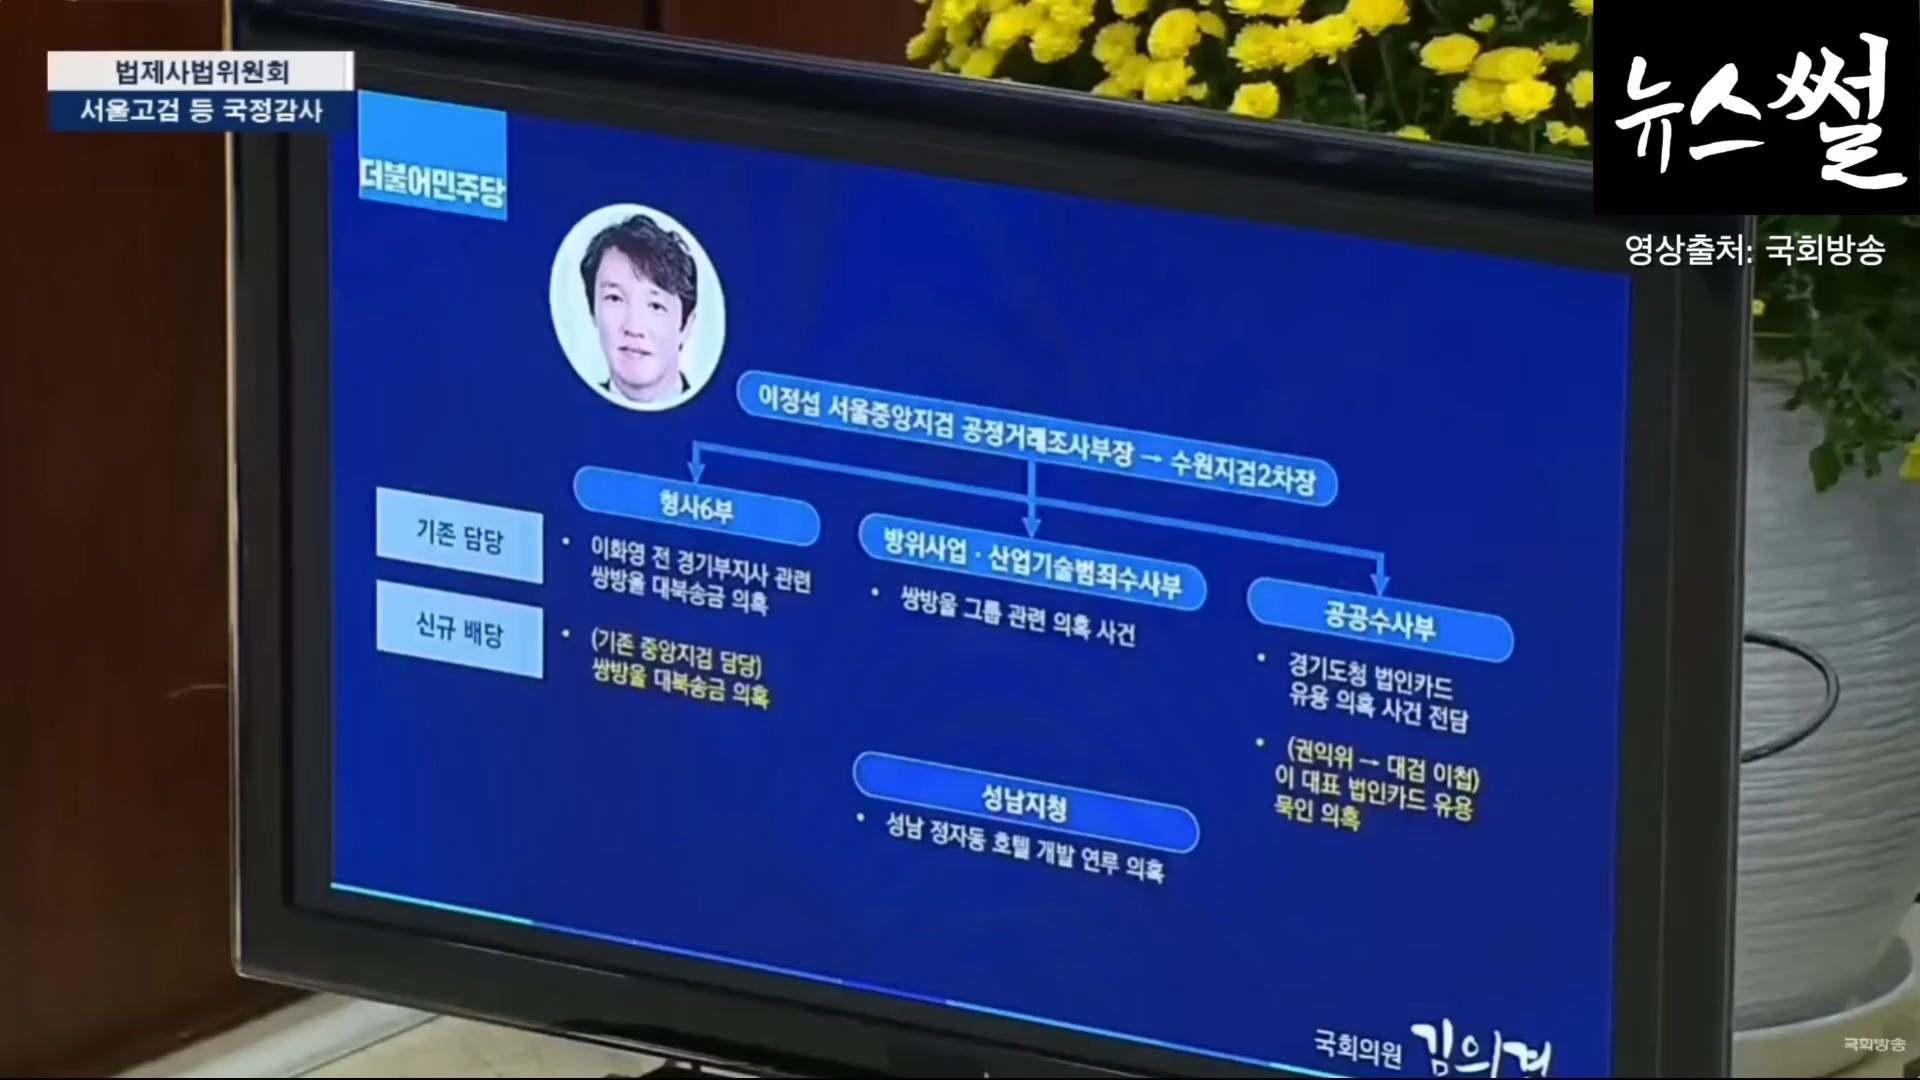 법제사법위원회
서울고검 등 국정감사
뉴스썰
영상출처: 국회방송
더불어민주당
이정섭 서울중앙지검 공정거래조사부장 → 수원지검2차장
기존 담당
신규 배당
형사6부
• 이화영 전 경기부지사 관련
쌍방울 대북송금 의혹
• (기존 중앙지검 담당)
쌍방울 대북송금 의혹
방위사업·산업기술범죄수사부
• 쌍방울 그룹 관련 의혹 사건
공공수사부
• 경기도청 법인카드
유용 의혹 사건 전담
• (권익위 → 대검 이첩)
이 대표 법인카드 유용
묵인 의혹
성남지청
• 성남 정자동 호텔 개발 연루 의혹
국회의원 김의겸
국회방송